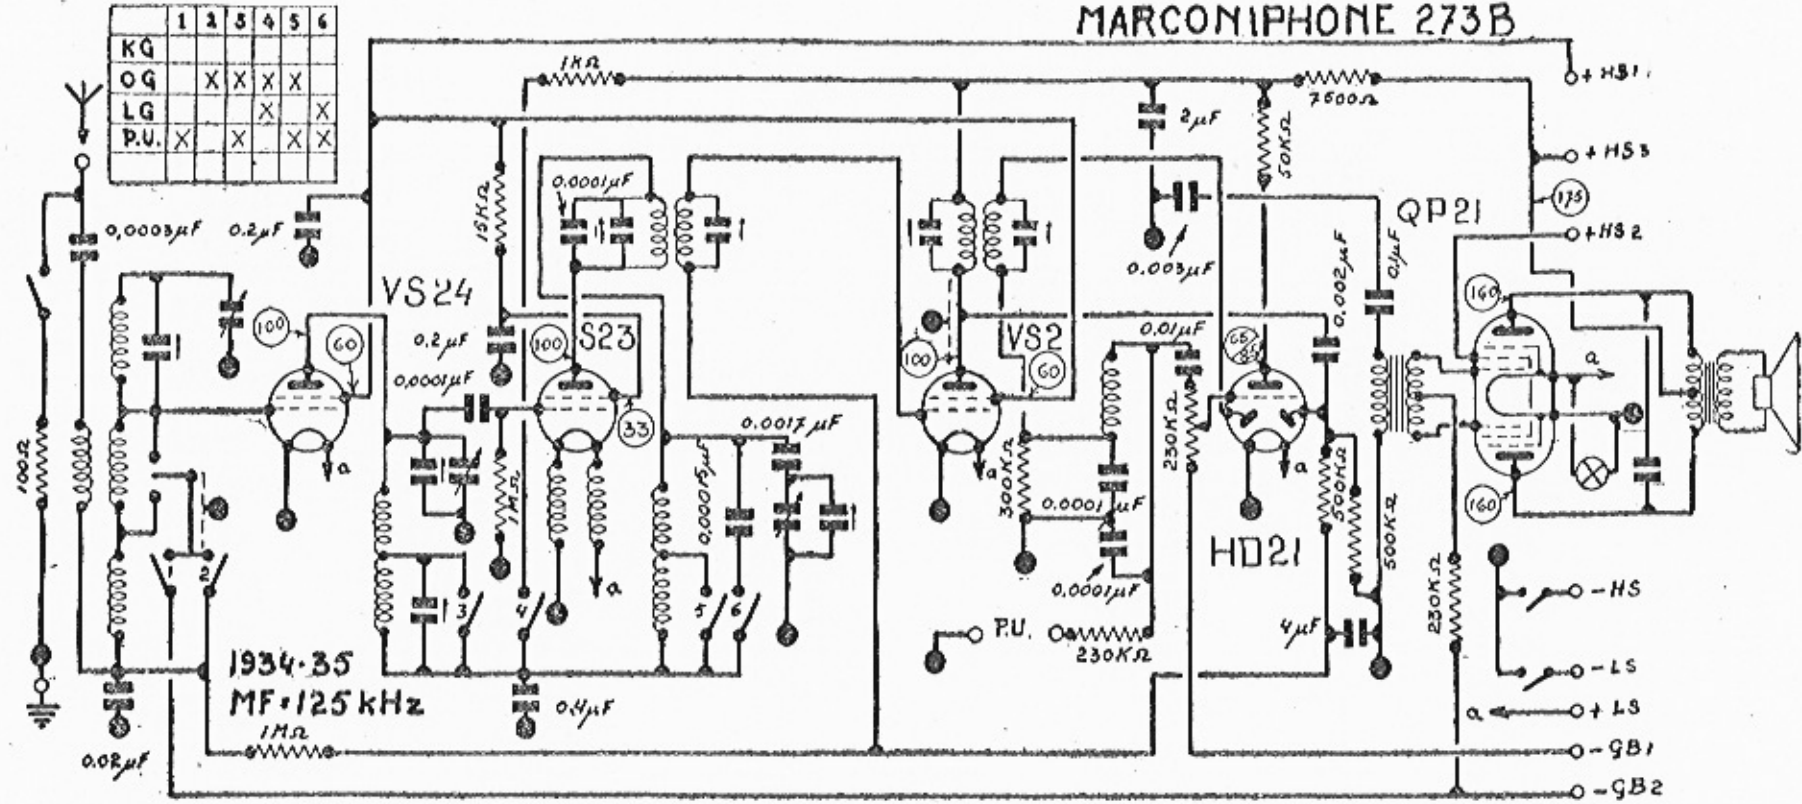 MARCONIPHONE 273B
1 2 3 4 5 6
KG
OG X X X X
LG X X
P.U. X X X X
1KΩ
+ HS1
7500Ω
2µF
50KΩ
+ HS3
175
15KΩ
0.0001µF
0,0003µF
0.2µF
QP21
+HS2
0.003µF
0.002µF
0.1µF
VS24
100
60
0.2µF
100
S23
VS2
100
60
0.01µF
160
a
0.0001µF
33
0.0017µF
230KΩ
a
a
a
100Ω
1MΩ
0,00015µF
300KΩ
0.0001µF
500KΩ
500KΩ
160
HD21
2
3
4
a
5
6
0,0001µF
230KΩ
-HS
P.U.
230KΩ
4µF
1934-35
MF=125kHz
-LS
0,4µF
a
+ LS
1MΩ
-GB1
0.02µF
-GB2